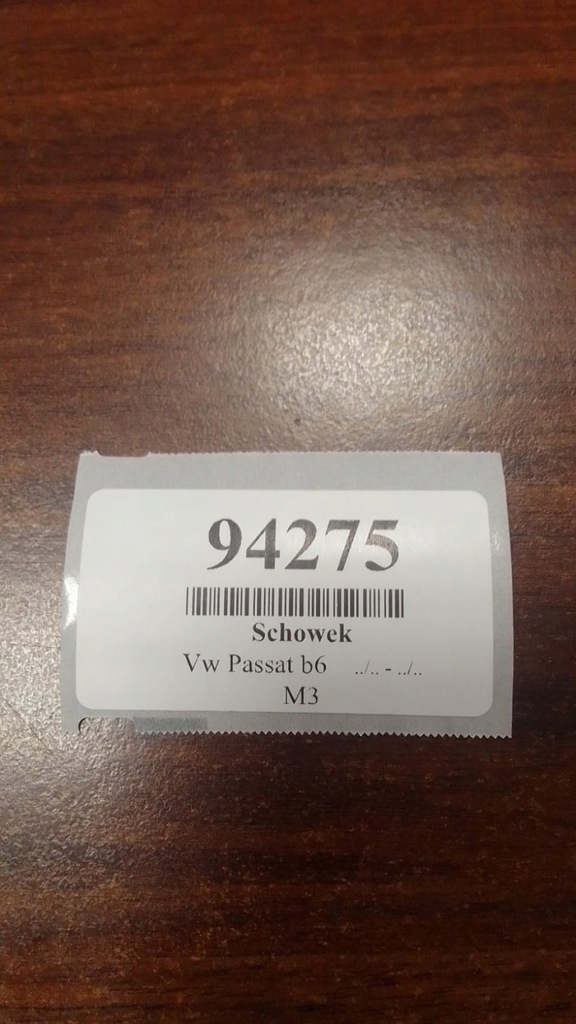 94275
Schowek
Vw Passat b6 ../.. - ../..
M3